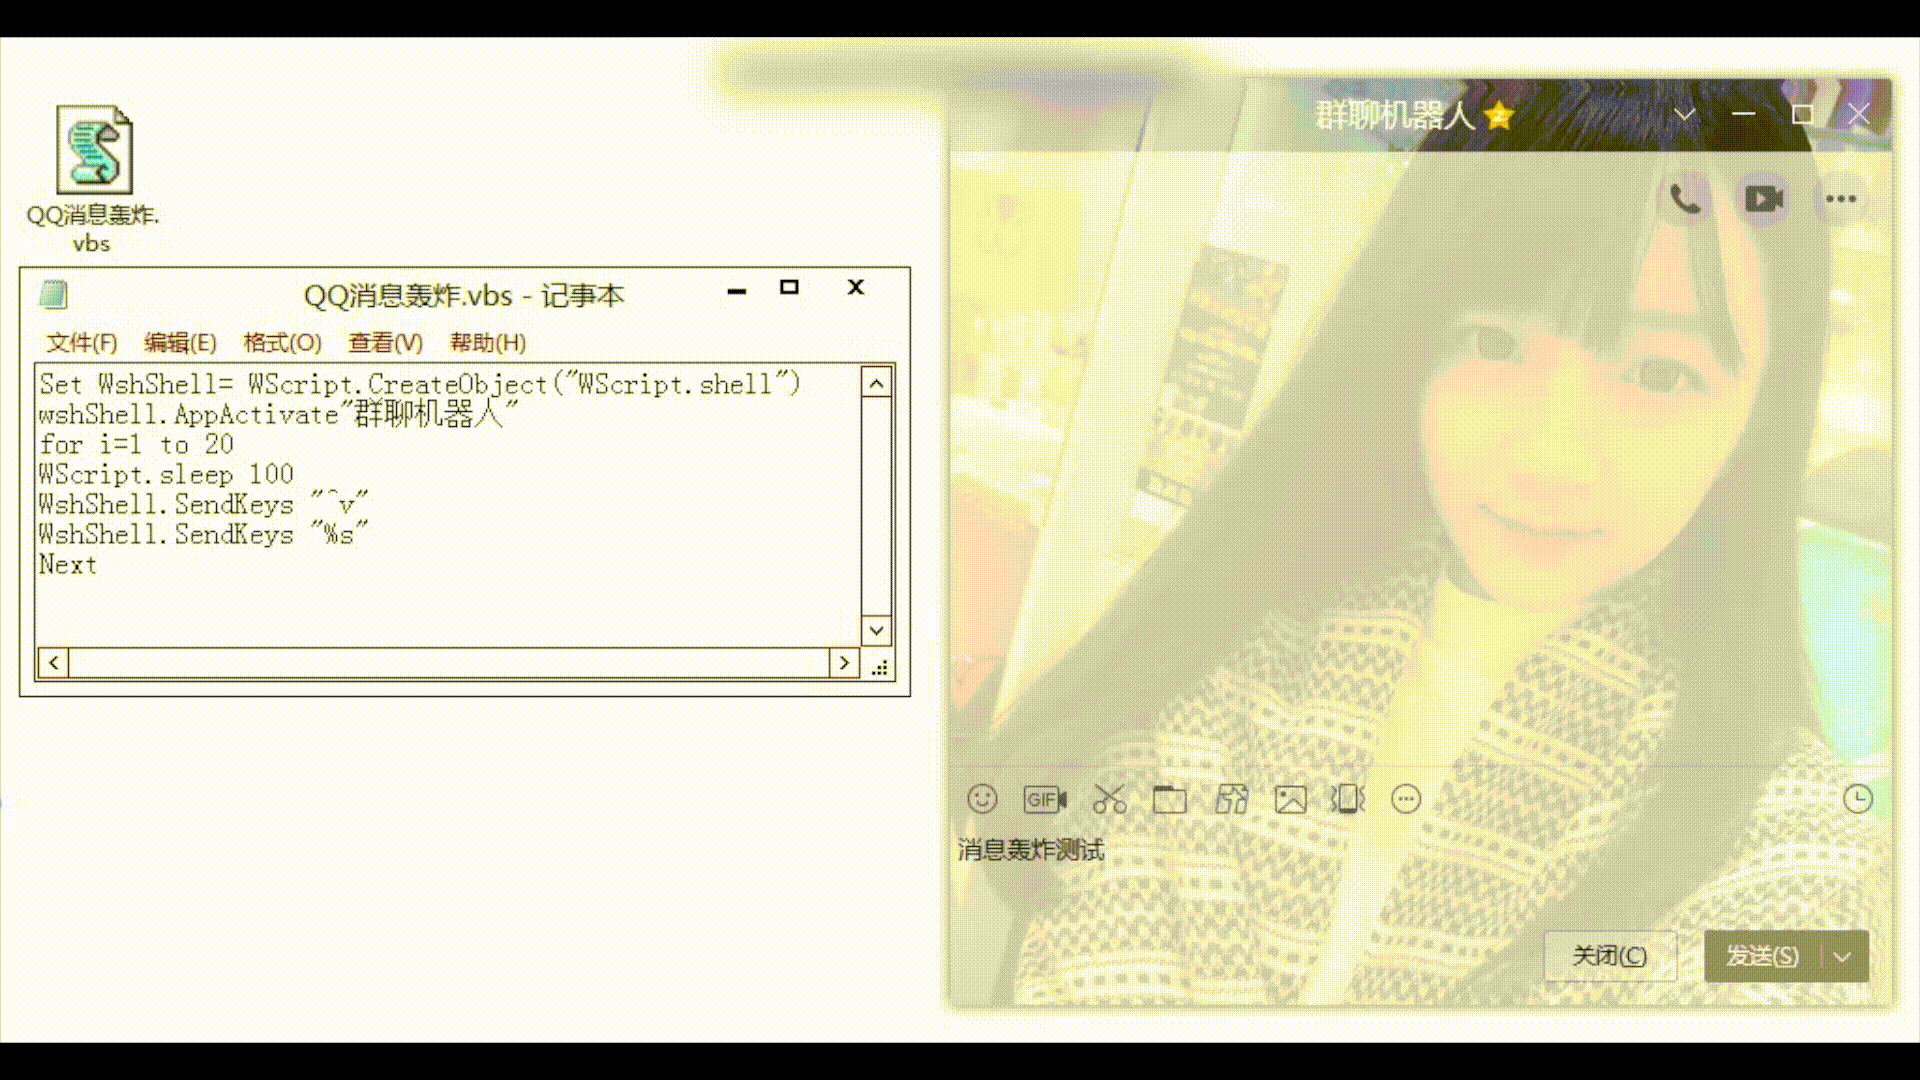 QQ消息轰炸.
vbs
QQ消息轰炸.vbs - 记事本
文件(F) 编辑(E) 格式(O) 查看(V) 帮助(H)
Set WshShell= WScript.CreateObject("WScript.shell")
wshShell.AppActivate"群聊机器人"
for i=1 to 20
WScript.sleep 100
WshShell.SendKeys "^v"
WshShell.SendKeys "%s"
Next
群聊机器人
GIF
消息轰炸测试
关闭(C) 发送(S)